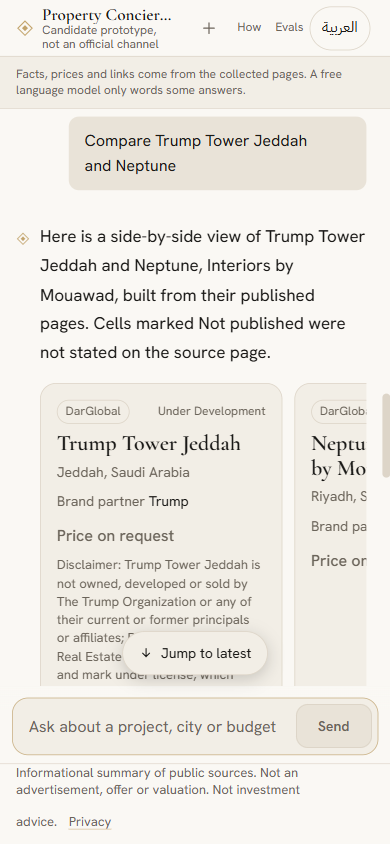 Property Concier...
Candidate prototype,
not an official channel
+
How
Evals
العربية
Facts, prices and links come from the collected pages. A free
language model only words some answers.
Compare Trump Tower Jeddah
and Neptune
Here is a side-by-side view of Trump Tower
Jeddah and Neptune, Interiors by
Mouawad, built from their published
pages. Cells marked Not published were
not stated on the source page.
DarGlobal
Under Development
Trump Tower Jeddah
Jeddah, Saudi Arabia
Brand partner Trump
Price on request
Disclaimer: Trump Tower Jeddah is
not owned, developed or sold by
The Trump Organization or any of
their current or former principals
or affiliates;
Real Estate
and mark under license, which
DarGloba
Neptu
by Mo
Riyadh, S
Brand pa
Price or
↓ Jump to latest
Ask about a project, city or budget
Send
Informational summary of public sources. Not an
advertisement, offer or valuation. Not investment
advice. Privacy